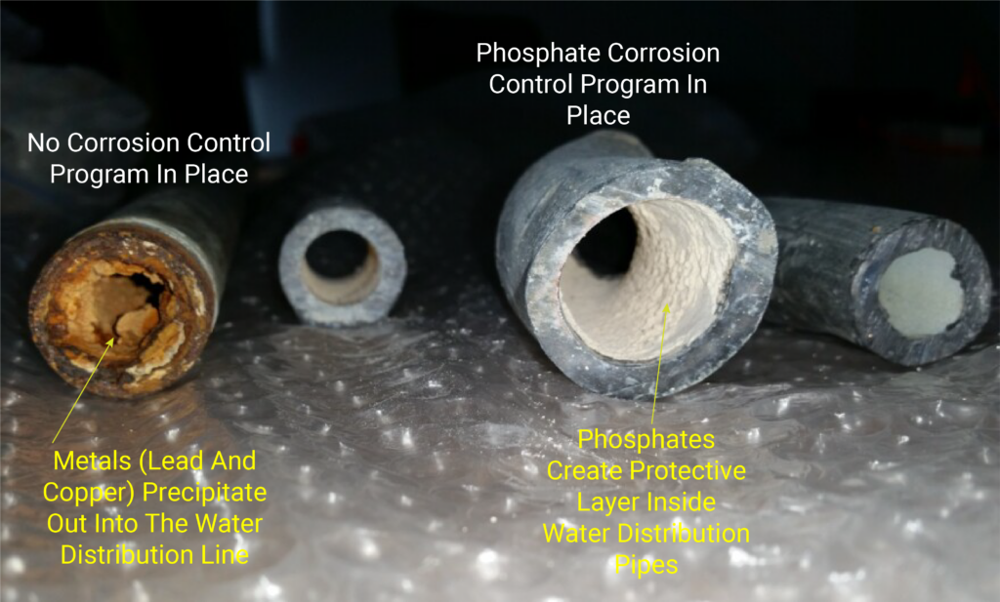 No Corrosion Control
Program In Place
Phosphate Corrosion
Control Program In
Place
Metals (Lead And
Copper) Precipitate
Out Into The Water
Distribution Line
Phosphates
Create Protective
Layer Inside
Water Distribution
Pipes